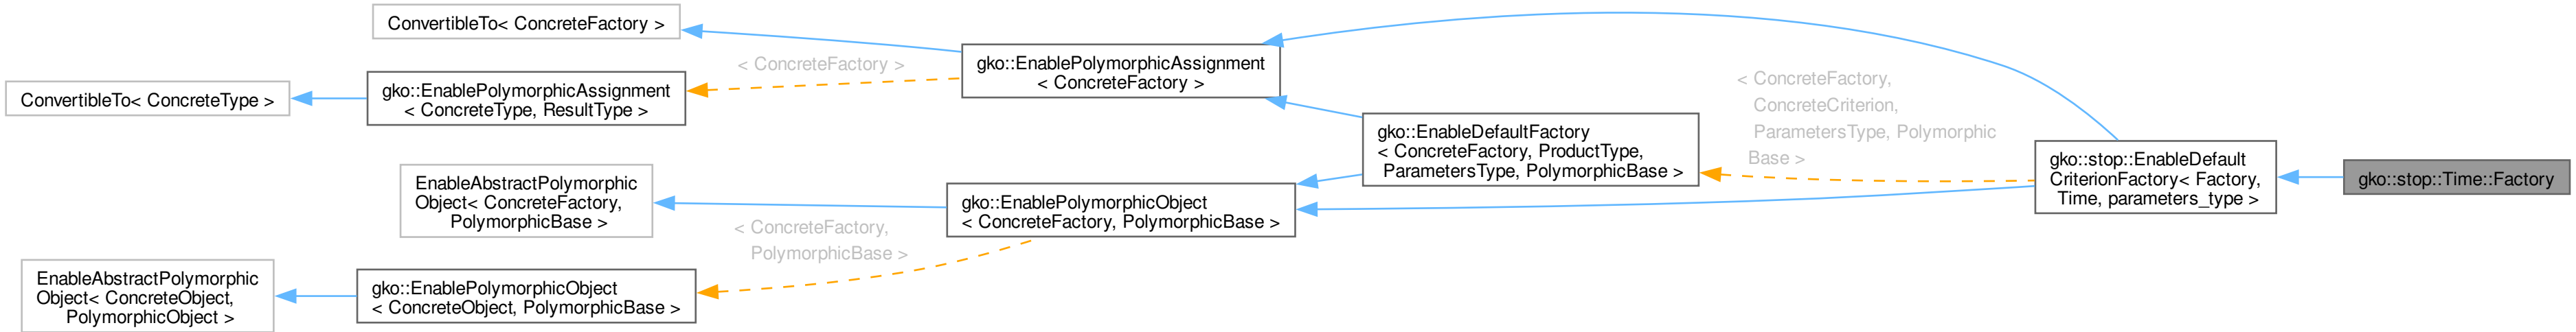 ConvertibleTo< ConcreteFactory >
ConvertibleTo< ConcreteType >
gko::EnablePolymorphicAssignment
< ConcreteType, ResultType >
< ConcreteFactory >
gko::EnablePolymorphicAssignment
< ConcreteFactory >
EnableAbstractPolymorphic
Object< ConcreteFactory,
PolymorphicBase >
EnableAbstractPolymorphic
Object< ConcreteObject,
PolymorphicObject >
gko::EnablePolymorphicObject
< ConcreteObject, PolymorphicBase >
< ConcreteFactory,
PolymorphicBase >
gko::EnablePolymorphicObject
< ConcreteFactory, PolymorphicBase >
gko::EnableDefaultFactory
< ConcreteFactory, ProductType,
ParametersType, PolymorphicBase >
< ConcreteFactory,
ConcreteCriterion,
ParametersType, Polymorphic
Base >
gko::stop::EnableDefault
CriterionFactory< Factory,
Time, parameters_type >
gko::stop::Time::Factory